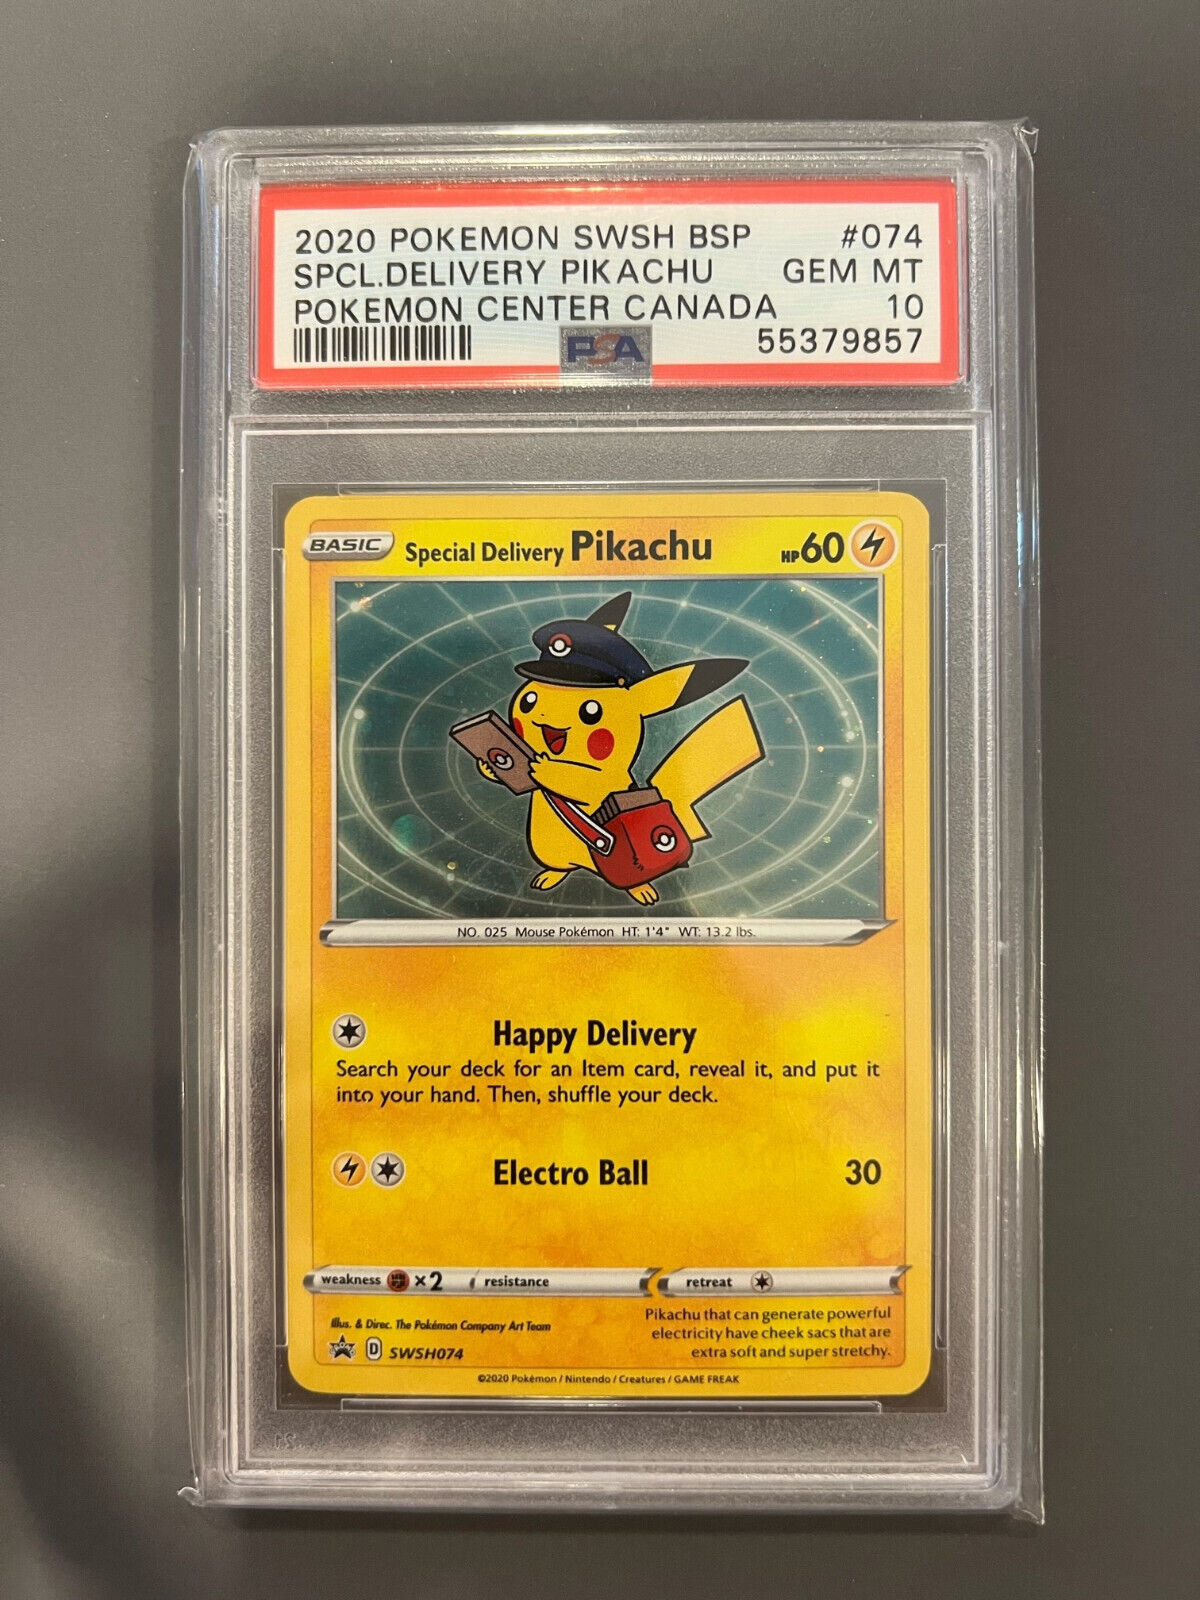 2020 POKEMON SWSH BSP #074
SPCL.DELIVERY PIKACHU GEM MT
POKEMON CENTER CANADA 10
PSA 55379857
BASIC Special Delivery Pikachu HP 60
NO. 025 Mouse Pokémon HT: 1'4" WT: 13.2 lbs.
Happy Delivery
Search your deck for an Item card, reveal it, and put it
into your hand. Then, shuffle your deck.
Electro Ball 30
weakness ×2 resistance retreat
Illus. & Direc. The Pokémon Company Art Team
D SWSH074
Pikachu that can generate powerful
electricity have cheek sacs that are
extra soft and super stretchy.
©2020 Pokémon / Nintendo / Creatures / GAME FREAK